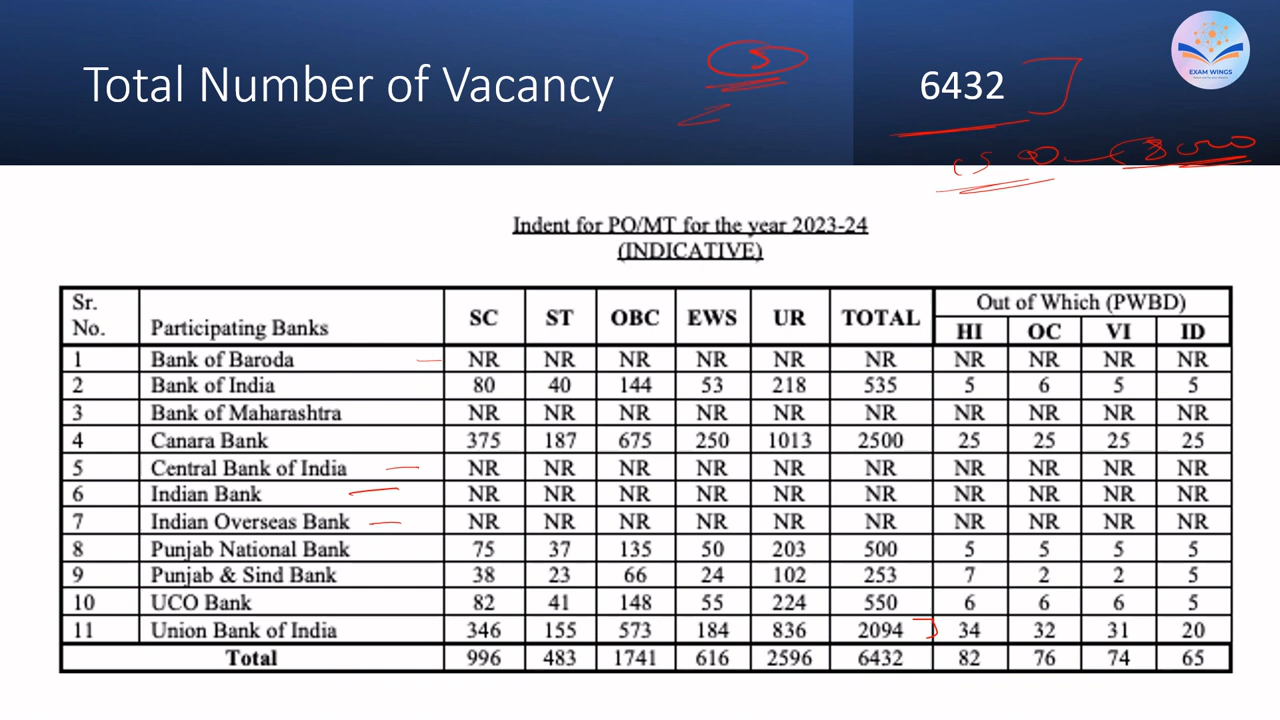 Total Number of Vacancy
5
6432
EXAM WINGS
Indent for PO/MT for the year 2023-24
(INDICATIVE)
Sr. No. Participating Banks SC ST OBC EWS UR TOTAL Out of Which (PWBD)
HI OC VI ID
1 Bank of Baroda NR NR NR NR NR NR NR NR NR NR
2 Bank of India 80 40 144 53 218 535 5 6 5 5
3 Bank of Maharashtra NR NR NR NR NR NR NR NR NR NR
4 Canara Bank 375 187 675 250 1013 2500 25 25 25 25
5 Central Bank of India NR NR NR NR NR NR NR NR NR NR
6 Indian Bank NR NR NR NR NR NR NR NR NR NR
7 Indian Overseas Bank NR NR NR NR NR NR NR NR NR NR
8 Punjab National Bank 75 37 135 50 203 500 5 5 5 5
9 Punjab & Sind Bank 38 23 66 24 102 253 7 2 2 5
10 UCO Bank 82 41 148 55 224 550 6 6 6 5
11 Union Bank of India 346 155 573 184 836 2094 34 32 31 20
Total 996 483 1741 616 2596 6432 82 76 74 65